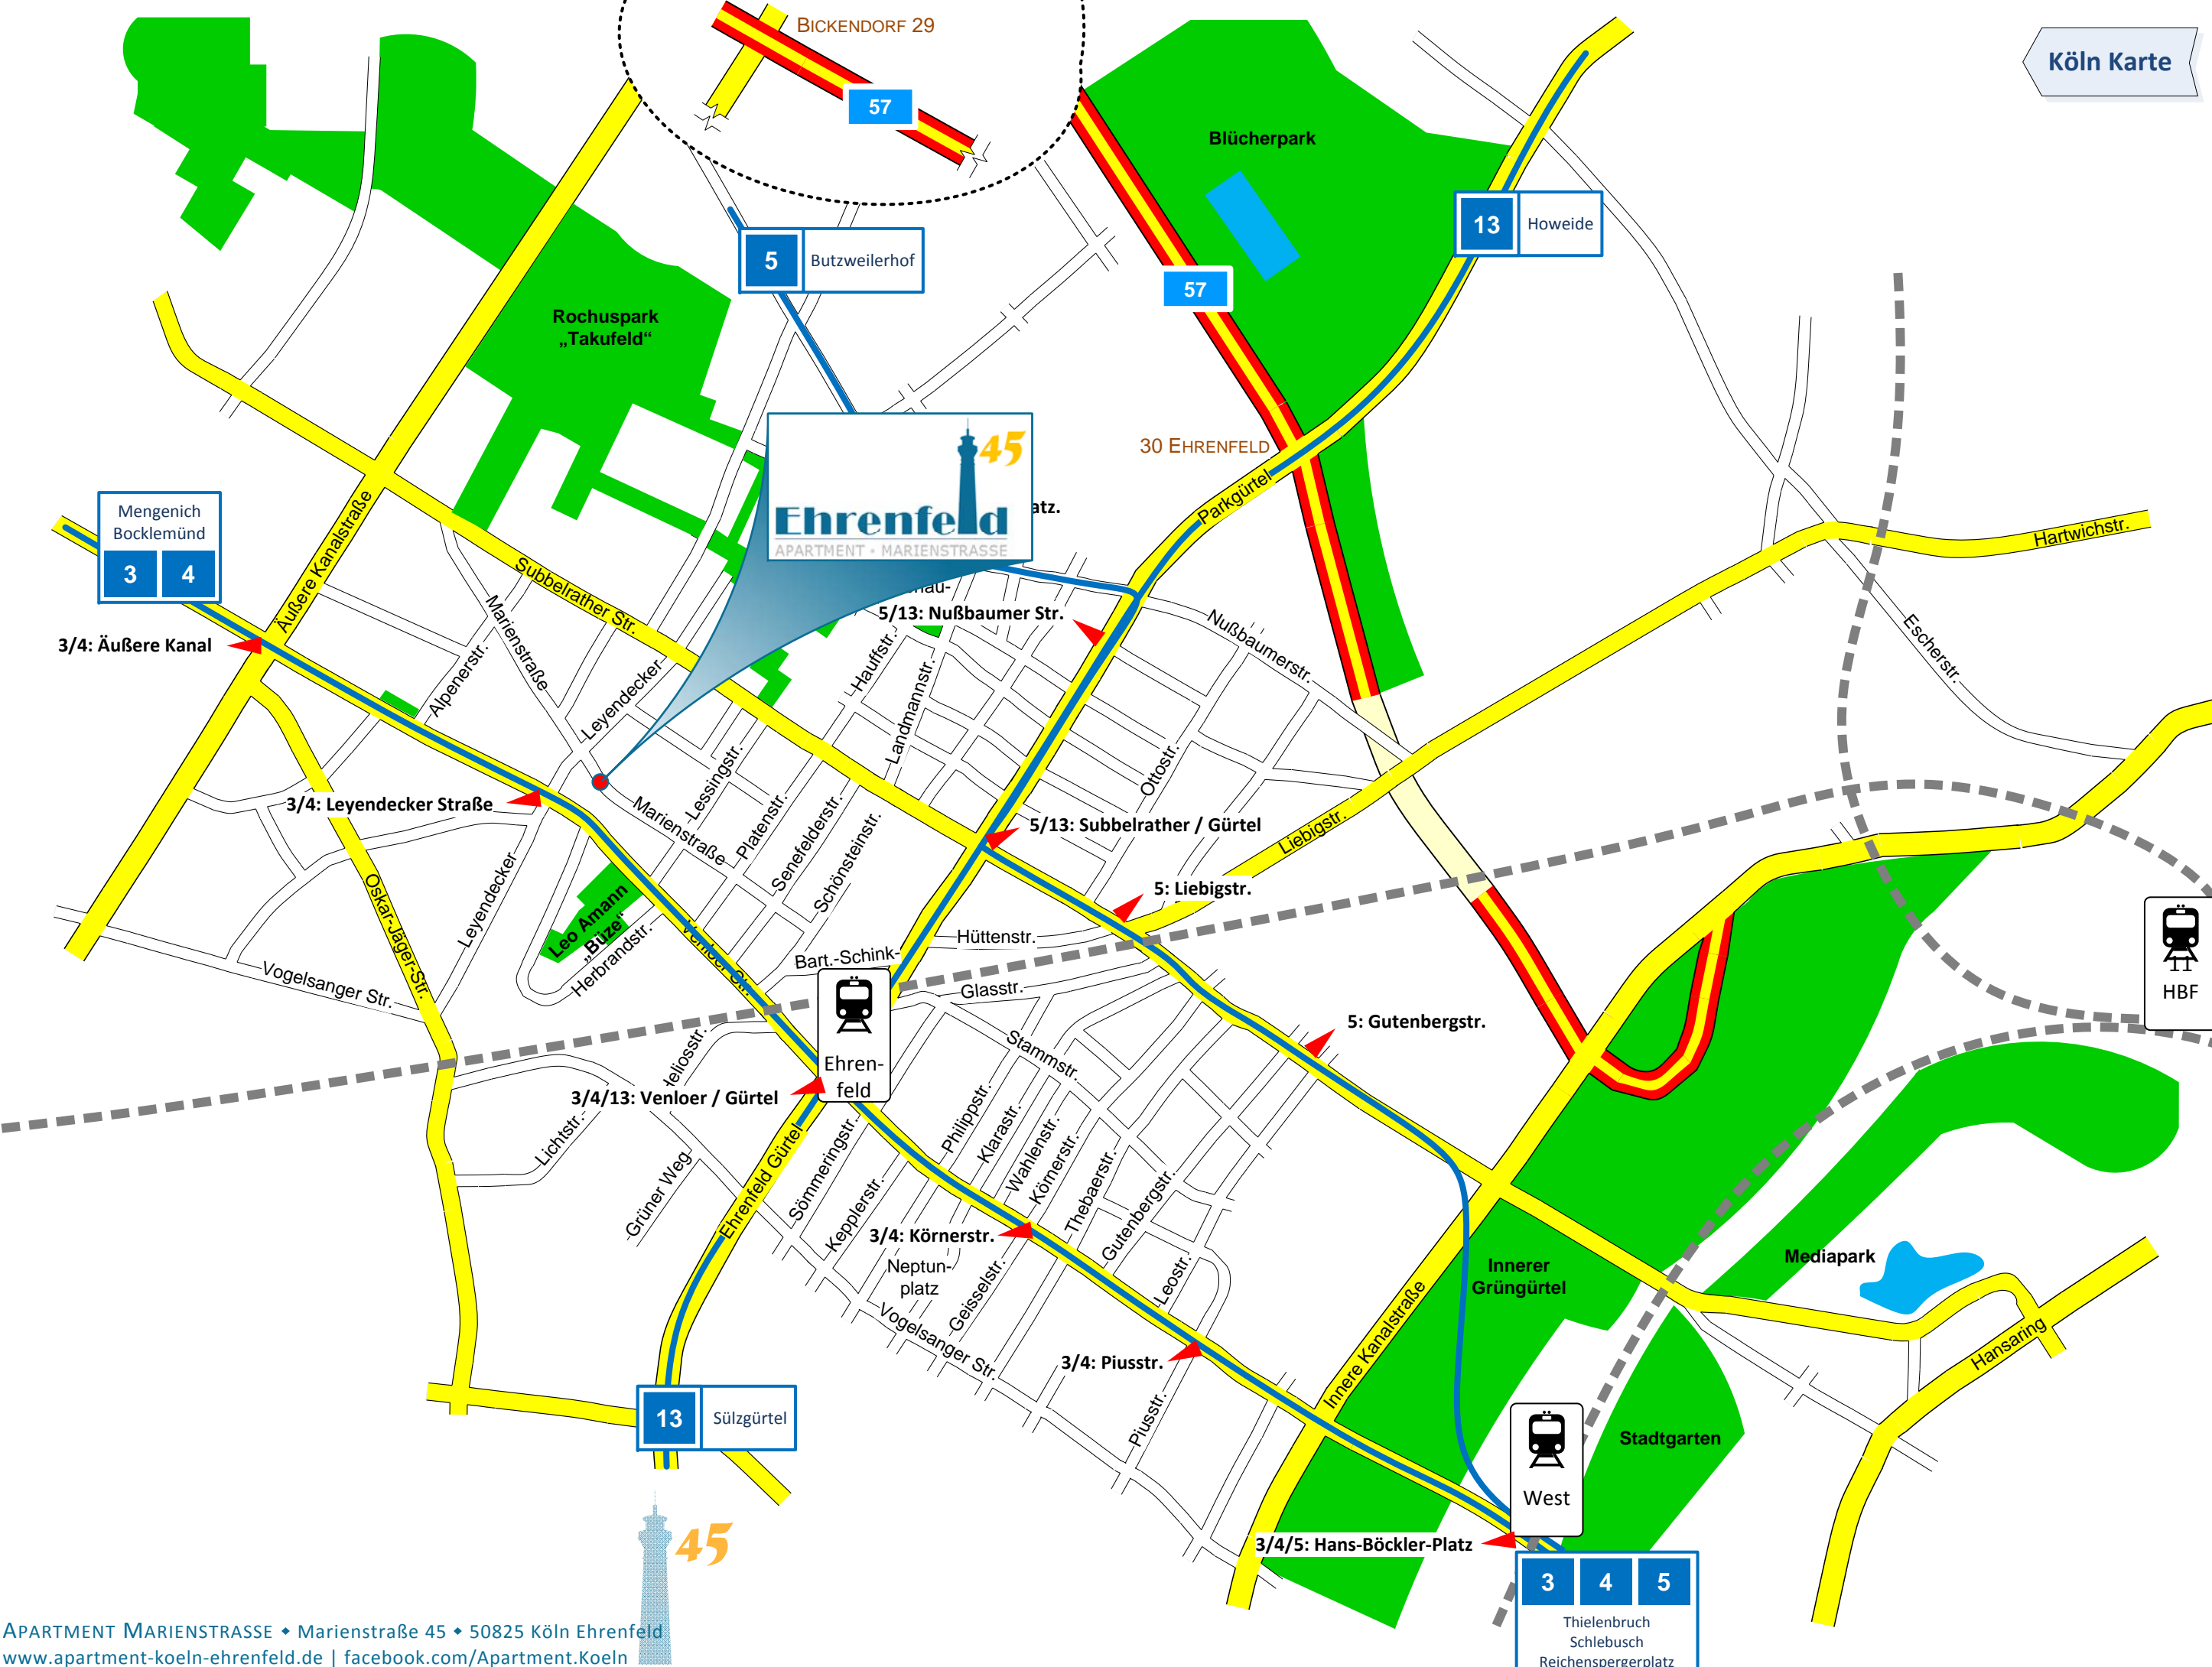 BICKENDORF 29
Köln Karte
57
Blücherpark
13
Howeide
5
Butzweilerhof
57
Rochuspark
„Takufeld“
45
Ehrenfeld
APARTMENT • MARIENSTRASSE
30 EHRENFELD
Parkgürtel
Hartwichstr.
Mengenich
Bocklemünd
3 4
Äußere Kanalstraße
Subbelrather Str.
3/4: Äußere Kanal
Marienstraße
Alpenerstr.
Leyendecker
5/13: Nußbaumer Str.
Nußbaumerstr.
Hauffstr.
Landmannstr.
Escherstr.
Lessingstr.
Platenstr.
Senefelderstr.
Schönsteinstr.
Ottostr.
3/4: Leyendecker Straße
Marienstraße
5/13: Subbelrather / Gürtel
Liebigstr.
5: Liebigstr.
Oskar-Jäger-Str.
Leyendecker
Leo Amann
„Büze“
Herbrandstr.
Venloer Str.
Hüttenstr.
Bart.-Schink-
Glasstr.
Vogelsanger Str.
HBF
Ehren-
feld
5: Gutenbergstr.
Stammstr.
3/4/13: Venloer / Gürtel
Lichtstr.
Grüner Weg
Ehrenfeld Gürtel
Sömmeringstr.
Kepplerstr.
Philippstr.
Klarastr.
Wahlenstr.
Körnerstr.
Thebaerstr.
Gutenbergstr.
3/4: Körnerstr.
Neptun-
platz
Geisselstr.
Leostr.
Vogelsanger Str.
3/4: Piusstr.
Piusstr.
Innere Kanalstraße
Innerer
Grüngürtel
Mediapark
Hansaring
Stadtgarten
West
13
Sülzgürtel
3/4/5: Hans-Böckler-Platz
3 4 5
Thielenbruch
Schlebusch
Reichenspergerplatz
45
APARTMENT MARIENSTRASSE ◆ Marienstraße 45 ◆ 50825 Köln Ehrenfeld
www.apartment-koeln-ehrenfeld.de | facebook.com/Apartment.Koeln